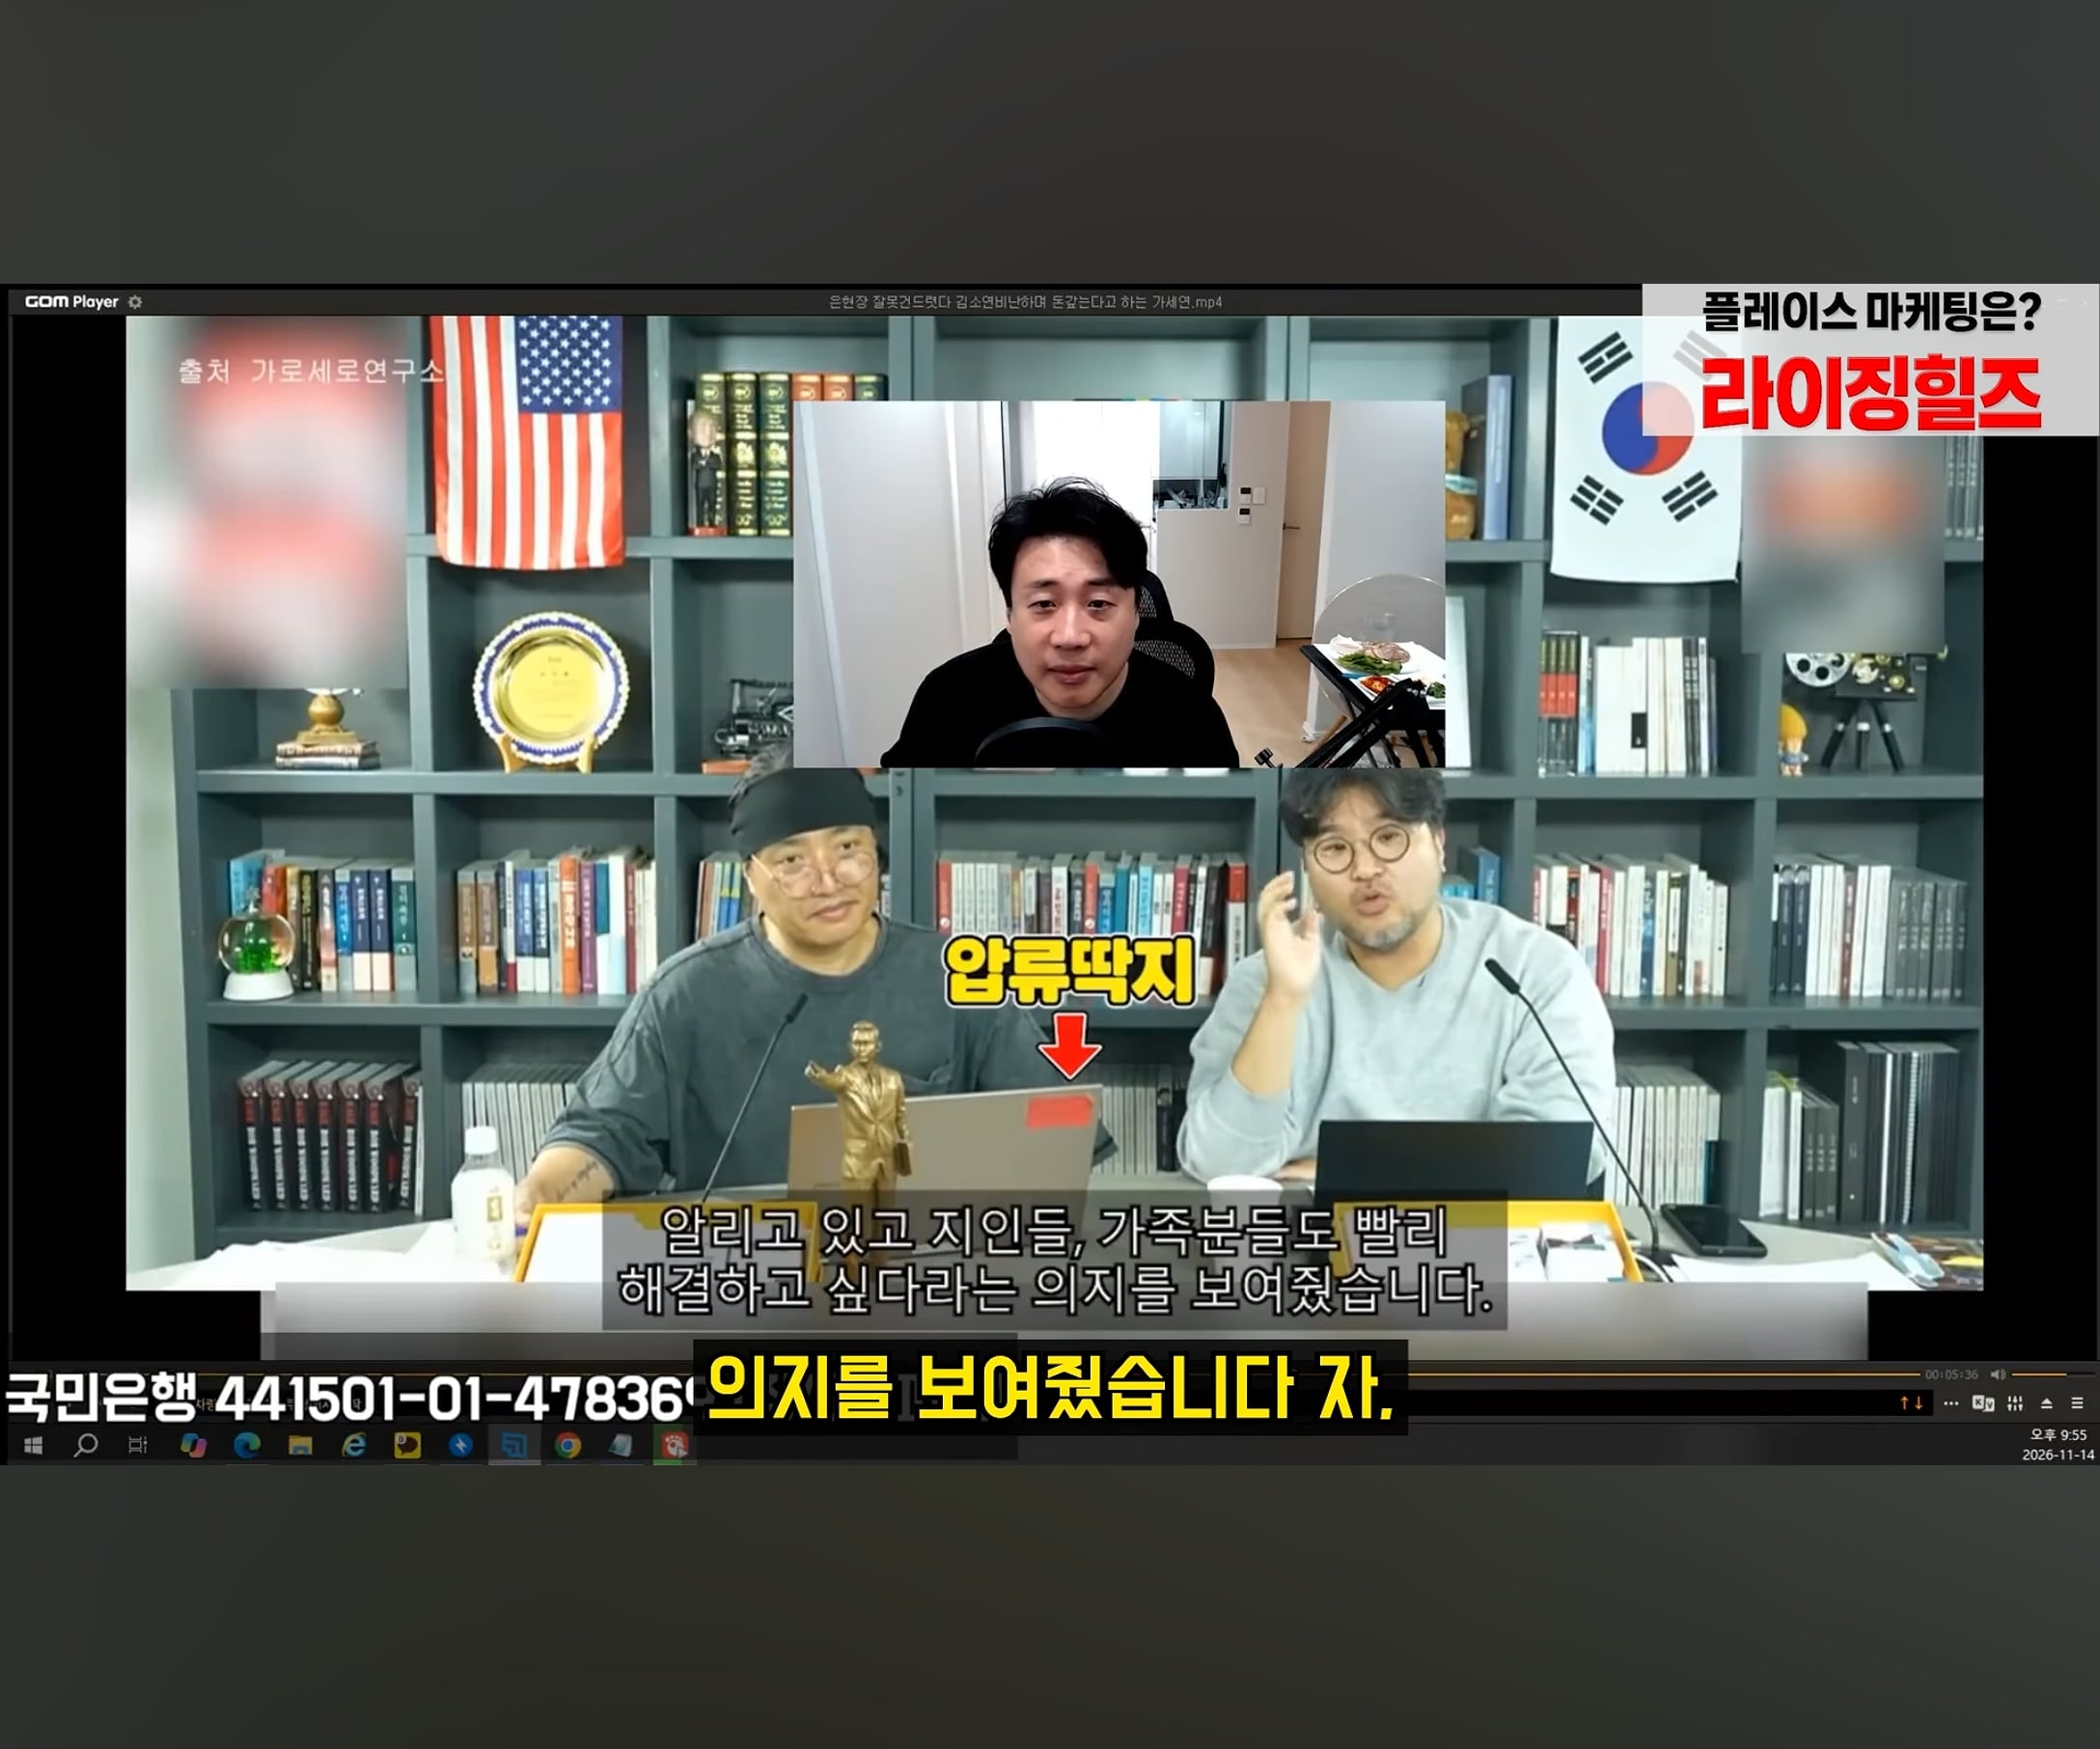 GOM Player
은현장 잘못건드렷다 김소연비난하며 돈갚는다고 하는 가세연.mp4
플레이스 마케팅은?
라이징힐즈
출처 가로세로연구소
압류딱지
알리고 있고 지인들, 가족분들도 빨리
해결하고 싶다라는 의지를 보여줬습니다.
의지를 보여줬습니다 자,
국민은행 441501-01-478369
00:05:36
오후 9:55
2026-11-14